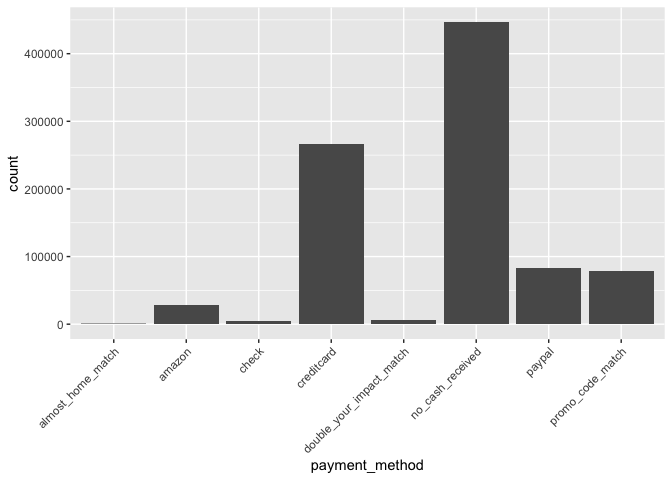 400000
300000
200000
100000
0
count
almost_home_match
amazon
check
creditcard
double_your_impact_match
no_cash_received
paypal
promo_code_match
payment_method